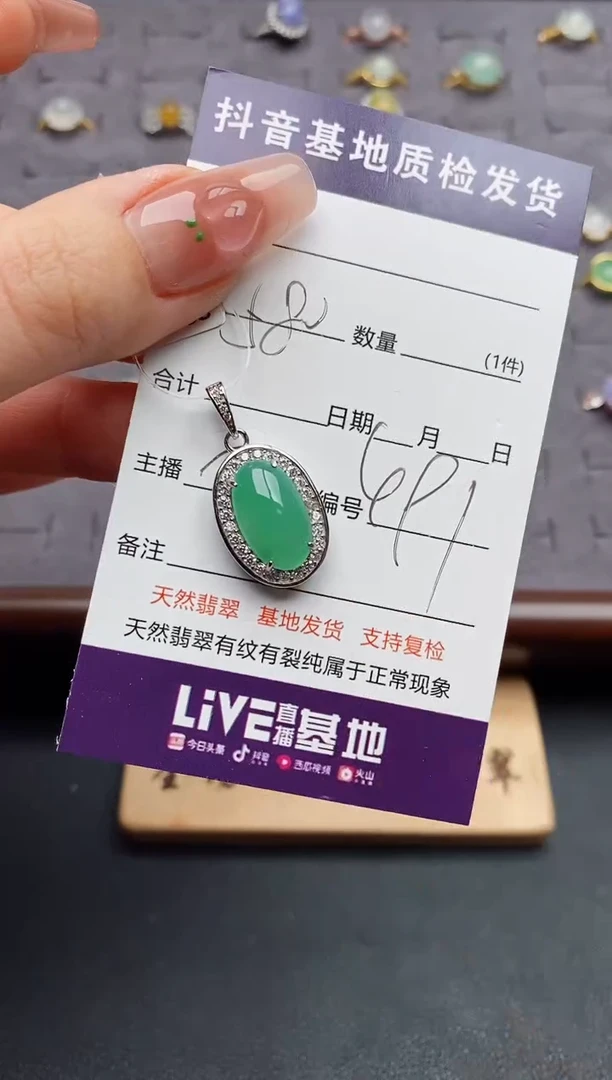 抖音基地质检发货
数量 (1件)
合计 日期 月 日
主播 编号
备注
天然翡翠 基地发货 支持复检
天然翡翠有纹有裂纯属于正常现象
LiVE直播基地
今日头条 抖音 西瓜视频 火山
翠